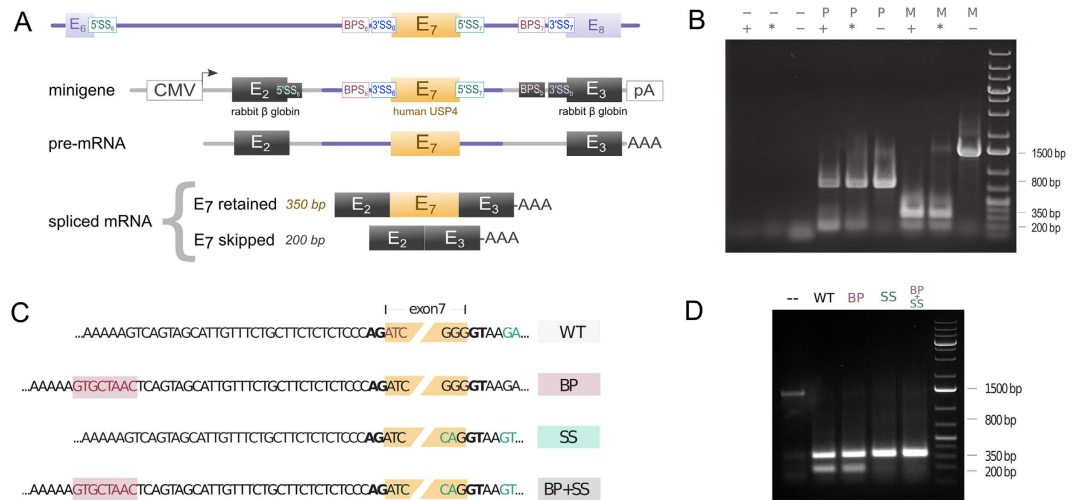 A
E6 5'SS6 BPS6 3'SS6 E7 5'SS7 BPS7 3'SS7 E8
minigene CMV E2 5'SS6 BPS6 3'SS6 E7 5'SS7 BPSb 3'SSb E3 pA
rabbit β globin human USP4 rabbit β globin
pre-mRNA E2 E7 E3 AAA
spliced mRNA
E7 retained 350 bp E2 E7 E3 AAA
E7 skipped 200 bp E2 E3 AAA
B
– – – P P P M M M
+ * – + * – + * –
1500 bp
800 bp
350 bp
200 bp
C
exon7
...AAAAAGTCAGTAGCATTGTTTCTGCTTCTCTCTCCCAGATC GGGGTAAGA... WT
...AAAAAGTGCTAACTCAGTAGCATTGTTTCTGCTTCTCTCTCCCAGATC GGGGTAAGA... BP
...AAAAAGTCAGTAGCATTGTTTCTGCTTCTCTCTCCCAGATC CAGGTAAGT... SS
...AAAAAGTGCTAACTCAGTAGCATTGTTTCTGCTTCTCTCTCCCAGATC CAGGTAAGT... BP+SS
D
-- WT BP SS BP + SS
1500 bp
800 bp
350 bp
200 bp